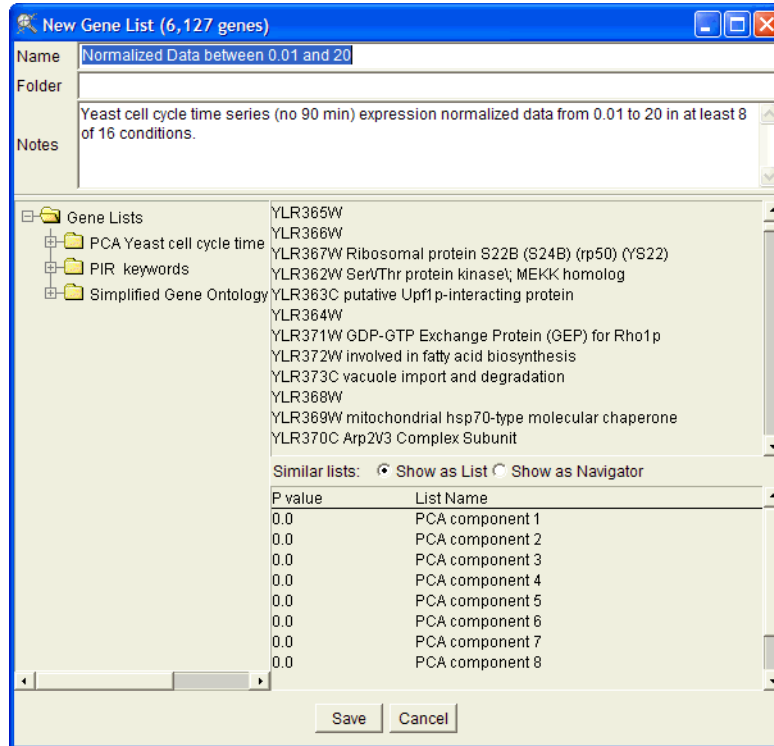 New Gene List (6,127 genes)
Name Normalized Data between 0.01 and 20
Folder
Notes
Yeast cell cycle time series (no 90 min) expression normalized data from 0.01 to 20 in at least 8
of 16 conditions.
Gene Lists
PCA Yeast cell cycle time
PIR keywords
Simplified Gene Ontology
YLR365W
YLR366W
YLR367W Ribosomal protein S22B (S24B) (rp50) (YS22)
YLR362W Ser\/Thr protein kinase\; MEKK homolog
YLR363C putative Upf1p-interacting protein
YLR364W
YLR371W GDP-GTP Exchange Protein (GEP) for Rho1p
YLR372W involved in fatty acid biosynthesis
YLR373C vacuole import and degradation
YLR368W
YLR369W mitochondrial hsp70-type molecular chaperone
YLR370C Arp2\/3 Complex Subunit
Similar lists: Show as List Show as Navigator
P value List Name
0.0 PCA component 1
0.0 PCA component 2
0.0 PCA component 3
0.0 PCA component 4
0.0 PCA component 5
0.0 PCA component 6
0.0 PCA component 7
0.0 PCA component 8
Save Cancel